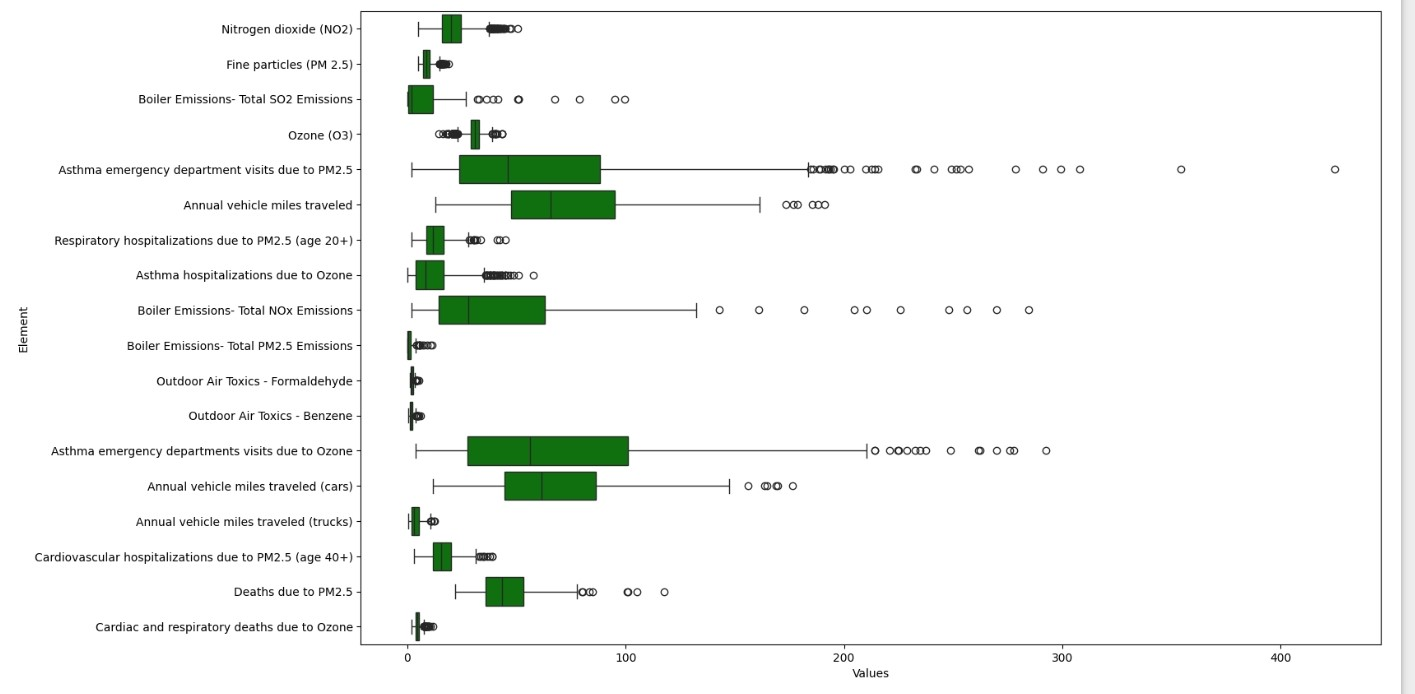 Nitrogen dioxide (NO2)
Fine particles (PM 2.5)
Boiler Emissions- Total SO2 Emissions
Ozone (O3)
Asthma emergency department visits due to PM2.5
Annual vehicle miles traveled
Respiratory hospitalizations due to PM2.5 (age 20+)
Asthma hospitalizations due to Ozone
Boiler Emissions- Total NOx Emissions
Boiler Emissions- Total PM2.5 Emissions
Outdoor Air Toxics - Formaldehyde
Outdoor Air Toxics - Benzene
Asthma emergency departments visits due to Ozone
Annual vehicle miles traveled (cars)
Annual vehicle miles traveled (trucks)
Cardiovascular hospitalizations due to PM2.5 (age 40+)
Deaths due to PM2.5
Cardiac and respiratory deaths due to Ozone
Element
0 100 200 300 400
Values